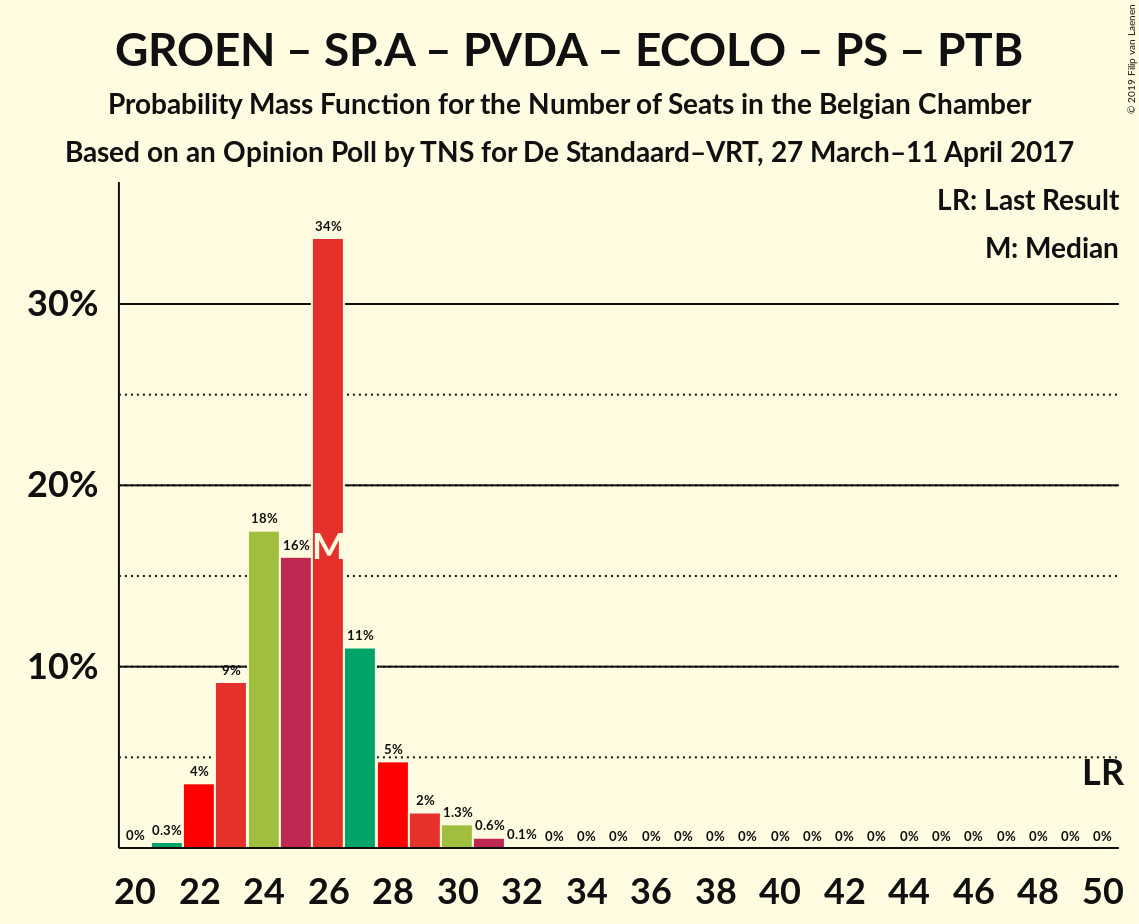 GROEN – SP.A – PVDA – ECOLO – PS – PTB
Probability Mass Function for the Number of Seats in the Belgian Chamber
Based on an Opinion Poll by TNS for De Standaard–VRT, 27 March–11 April 2017
© 2019 Filip van Laenen
LR: Last Result
M: Median
34%
30%
20%
18%
16%
M
11%
10%
9%
5%
4%
LR
2%
1.3%
0% 0.3% 0.6% 0.1% 0% 0% 0% 0% 0% 0% 0% 0% 0% 0% 0% 0% 0% 0% 0% 0% 0% 0%
20 22 24 26 28 30 32 34 36 38 40 42 44 46 48 50